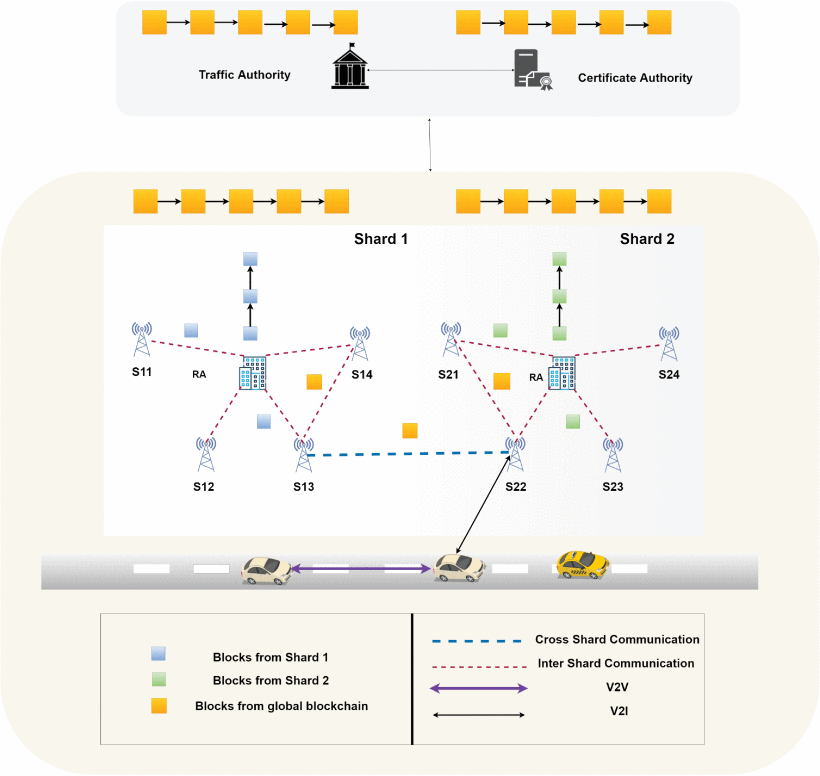 Traffic Authority
Certificate Authority
Shard 1
Shard 2
S11
RA
S14
S21
RA
S24
S12
S13
S22
S23
Blocks from Shard 1
Blocks from Shard 2
Blocks from global blockchain
Cross Shard Communication
Inter Shard Communication
V2V
V2I